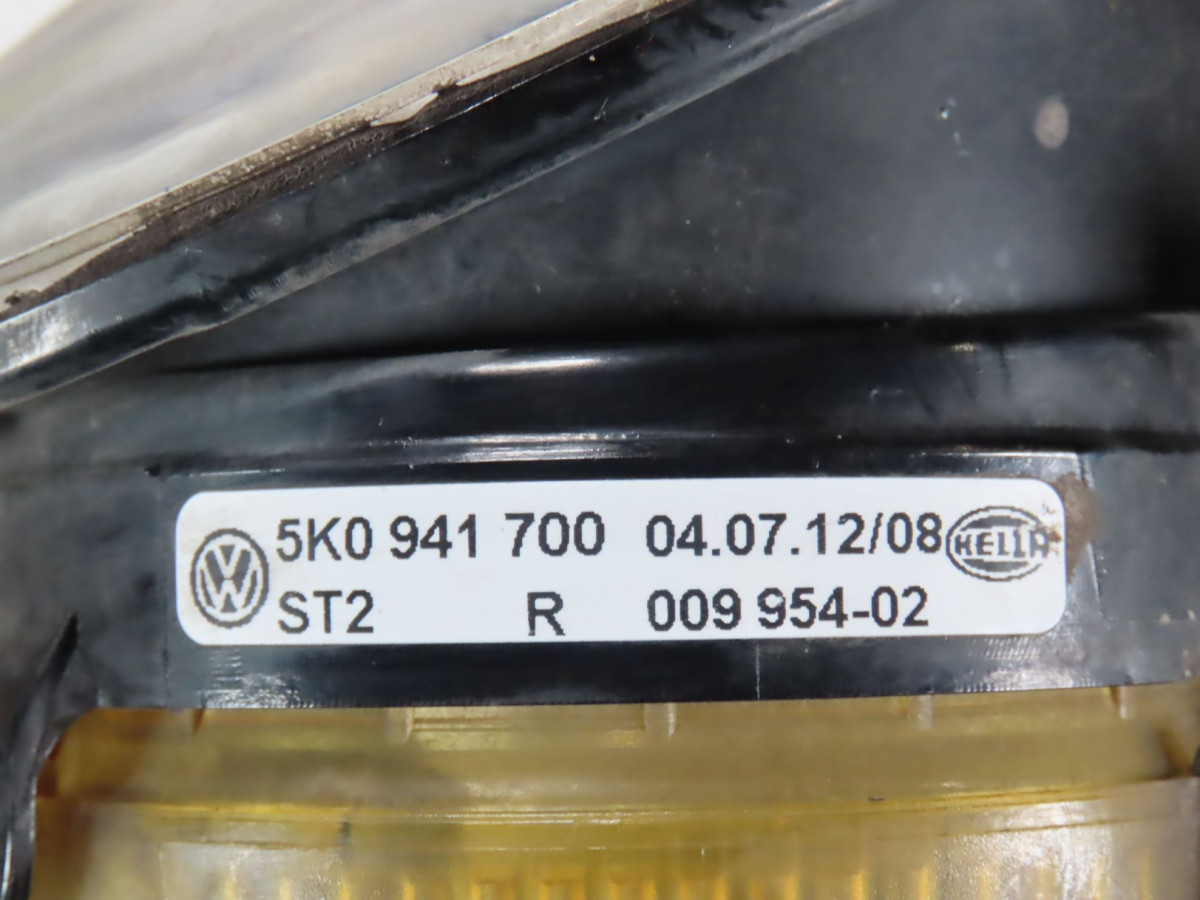 5K0 941 700 04.07.12/08 HELLA
ST2 R 009 954-02